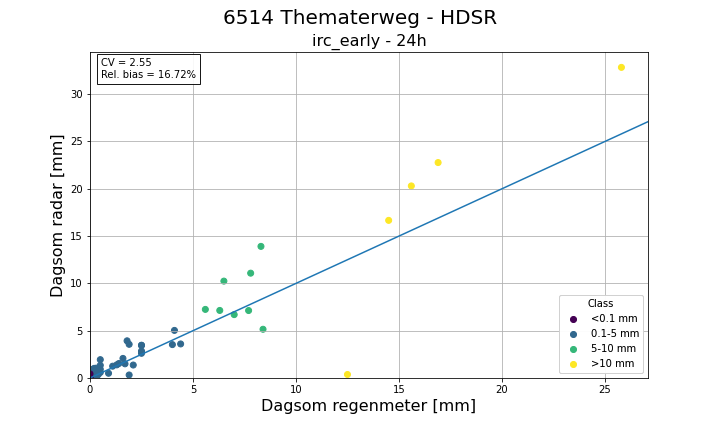 6514 Thematerweg - HDSR
irc_early - 24h
CV = 2.55
Rel. bias = 16.72%
Dagsom radar [mm]
30
25
20
15
10
5
0
0 5 10 15 20 25
Dagsom regenmeter [mm]
Class
<0.1 mm
0.1-5 mm
5-10 mm
>10 mm